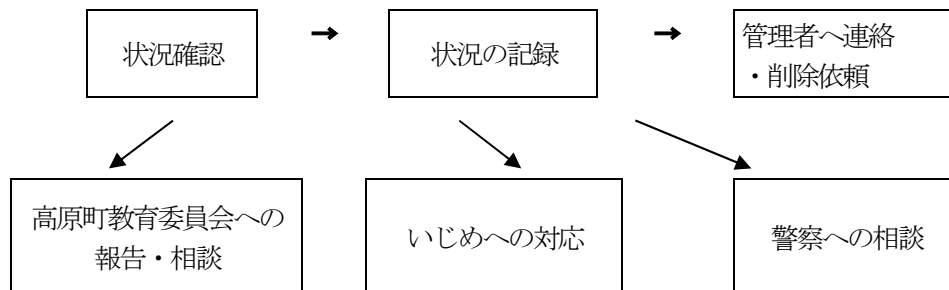 状況確認
→
状況の記録
→
管理者へ連絡
・削除依頼
高原町教育委員会への
報告・相談
いじめへの対応
警察への相談